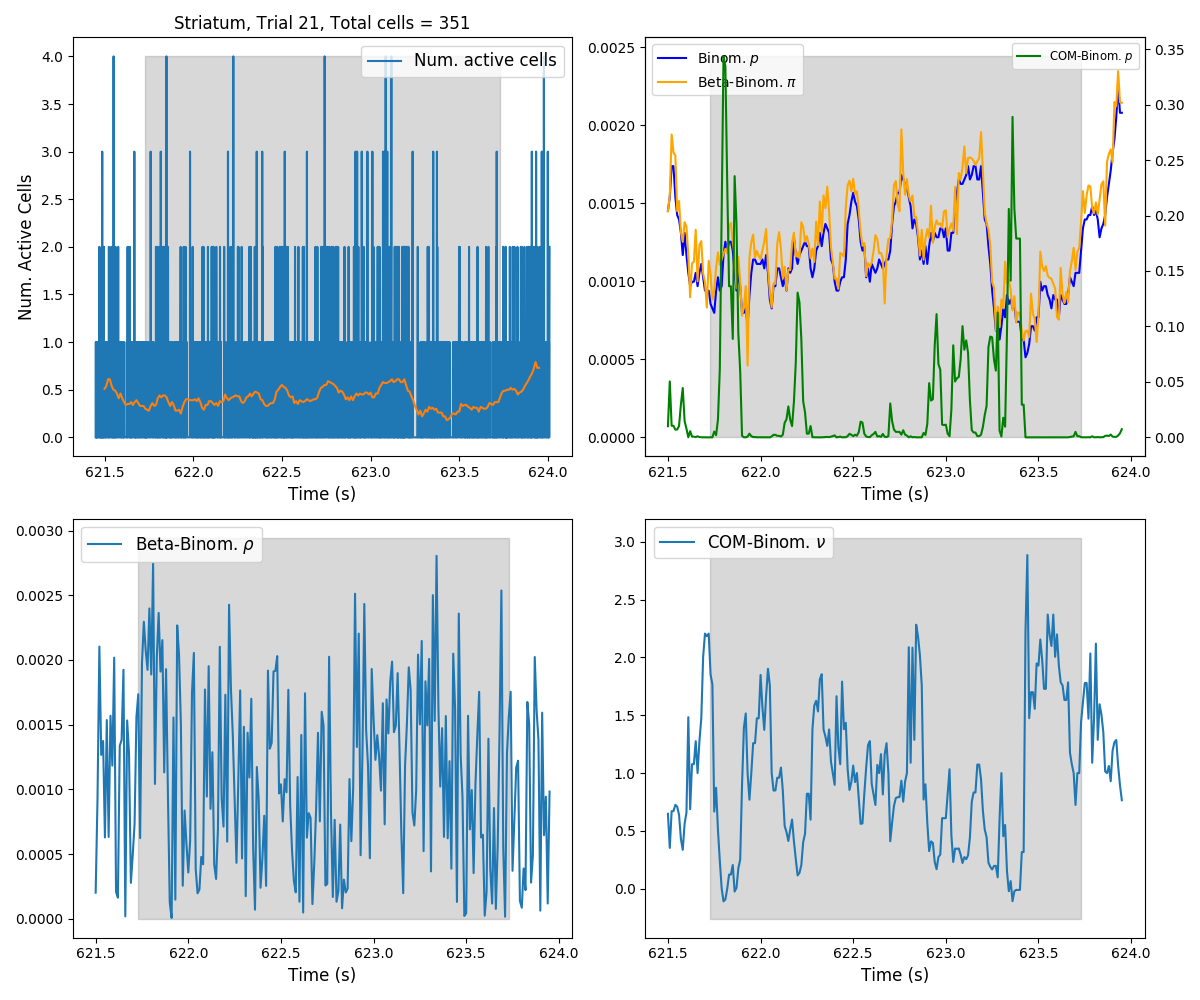 Striatum, Trial 21, Total cells = 351
Num. active cells
Num. Active Cells
4.0
3.5
3.0
2.5
2.0
1.5
1.0
0.5
0.0
621.5 622.0 622.5 623.0 623.5 624.0
Time (s)
Binom. p
Beta-Binom. π
COM-Binom. p
0.0025
0.0020
0.0015
0.0010
0.0005
0.0000
0.35
0.30
0.25
0.20
0.15
0.10
0.05
0.00
621.5 622.0 622.5 623.0 623.5 624.0
Time (s)
Beta-Binom. ρ
0.0030
0.0025
0.0020
0.0015
0.0010
0.0005
0.0000
621.5 622.0 622.5 623.0 623.5 624.0
Time (s)
COM-Binom. ν
3.0
2.5
2.0
1.5
1.0
0.5
0.0
621.5 622.0 622.5 623.0 623.5 624.0
Time (s)